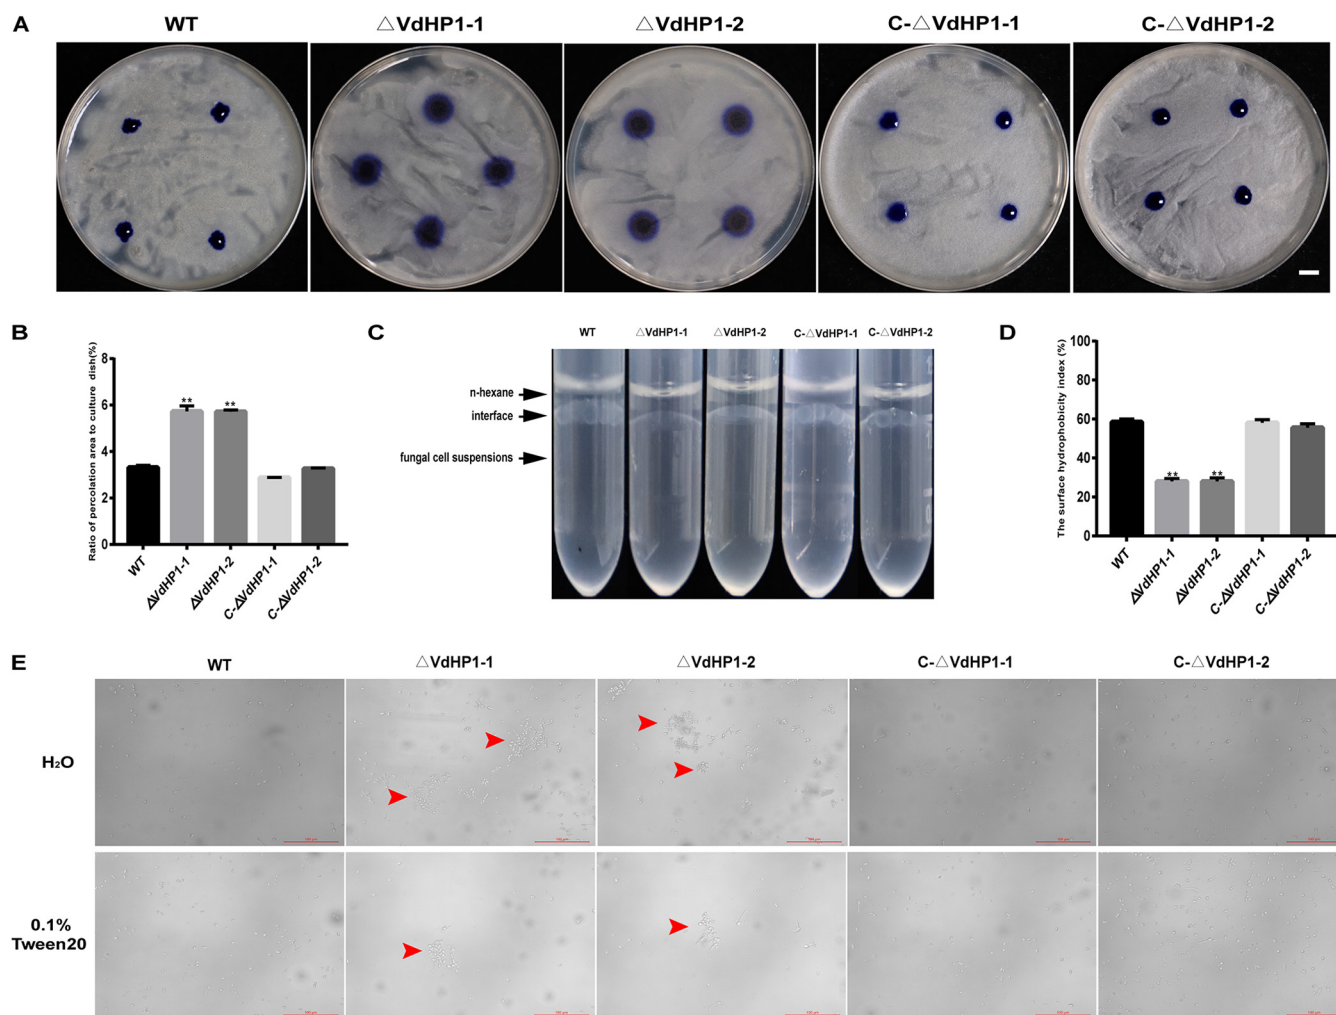 A
WT
△VdHP1-1
△VdHP1-2
C-△VdHP1-1
C-△VdHP1-2
B
Ratio of percolation area to culture dish(%)
8
6
4
2
0
**
**
WT
ΔVdHP1-1
ΔVdHP1-2
C-ΔVdHP1-1
C-ΔVdHP1-2
C
WT
△VdHP1-1
△VdHP1-2
C-△VdHP1-1
C-△VdHP1-2
n-hexane
interface
fungal cell suspensions
D
The surface hydrophobicity index (%)
100
80
60
40
20
0
**
**
WT
ΔVdHP1-1
ΔVdHP1-2
C-ΔVdHP1-1
C-ΔVdHP1-2
E
WT
△VdHP1-1
△VdHP1-2
C-△VdHP1-1
C-△VdHP1-2
H₂O
0.1%
Tween20